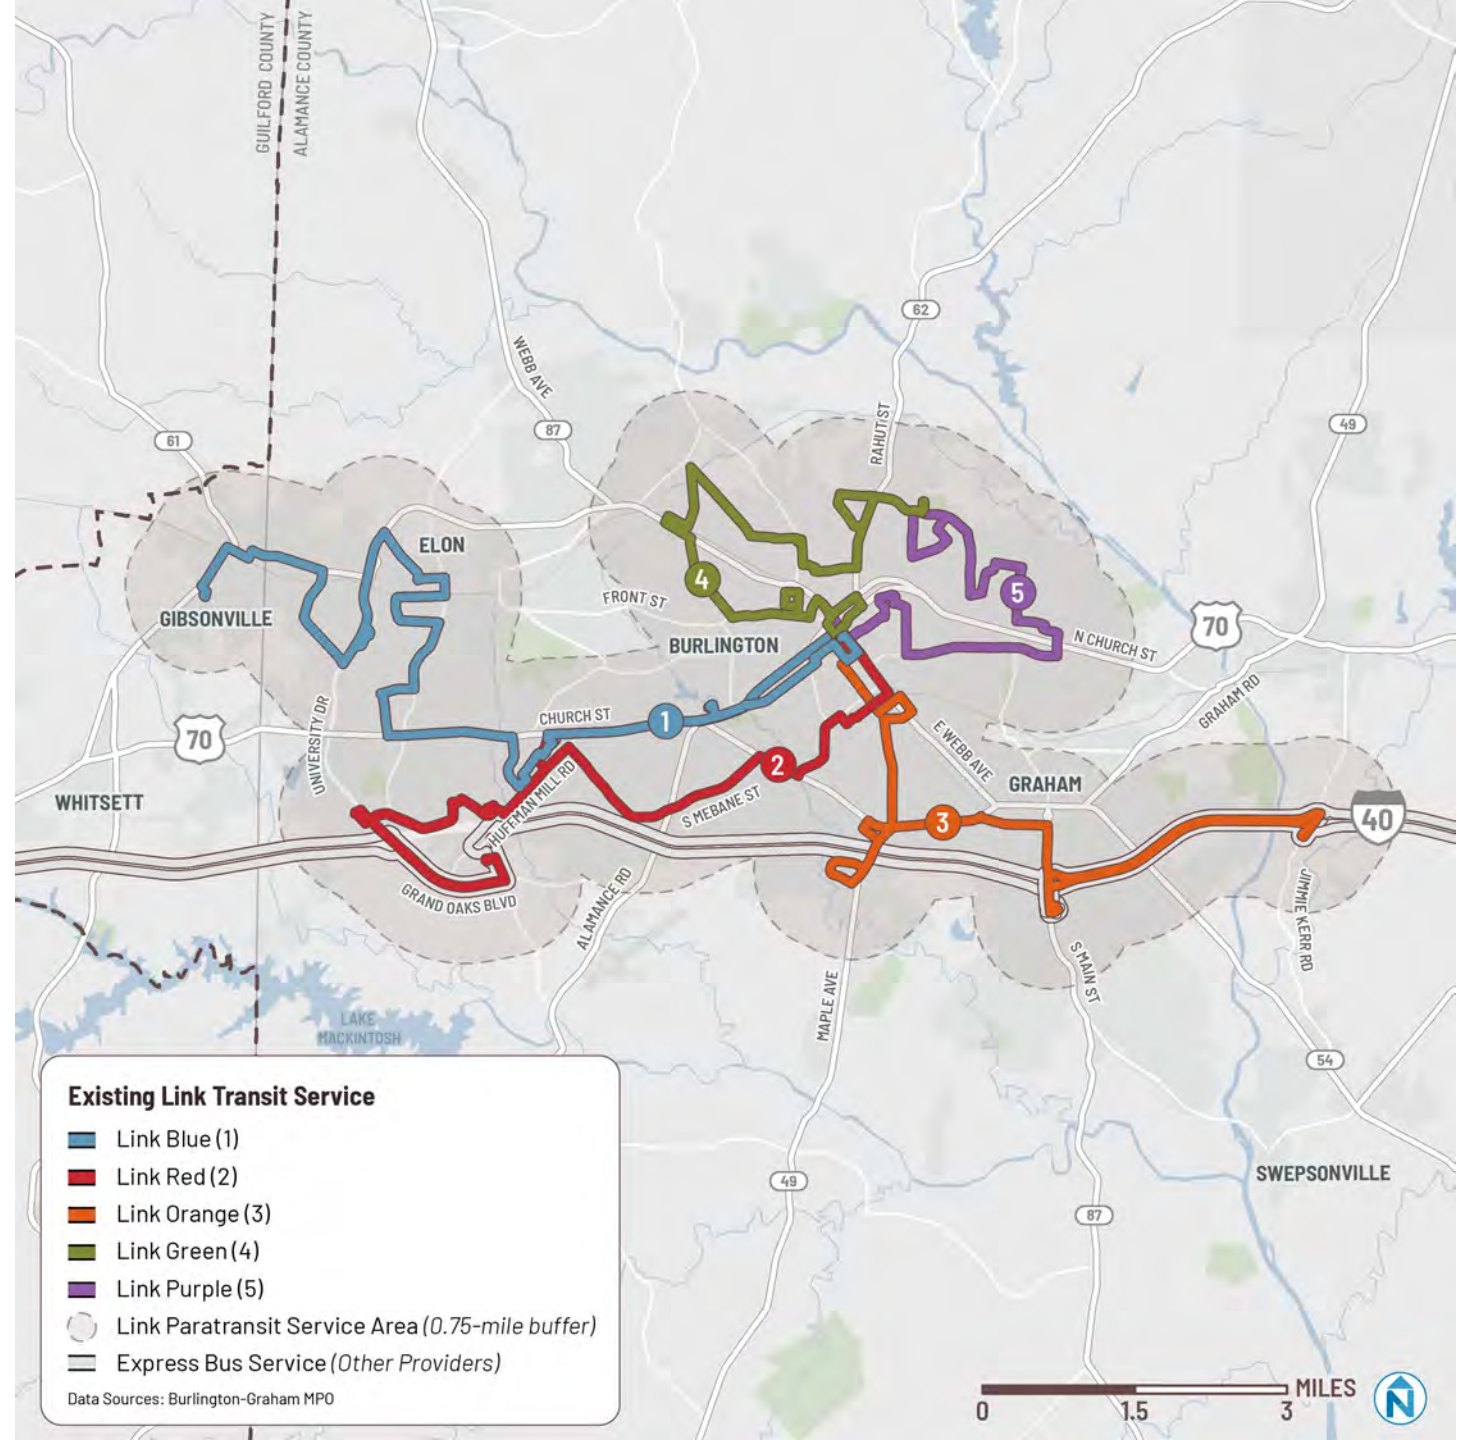 GUILFORD COUNTY
ALAMANCE COUNTY
62
WEBB AVE
61
87
RAHUT ST
49
ELON
4
5
FRONT ST
GIBSONVILLE
BURLINGTON
70
N CHURCH ST
CHURCH ST
1
GRAHAM RD
UNIVERSITY DR
70
E WEBB AVE
2
WHITSETT
HUFFMAN MILL RD
S MEBANE ST
GRAHAM
3
40
GRAND OAKS BLVD
ALAMANCE RD
JIMMIE KERR RD
S MAIN ST
MAPLE AVE
LAKE
MACKINTOSH
54
SWEPSONVILLE
49
87
Existing Link Transit Service
Link Blue (1)
Link Red (2)
Link Orange (3)
Link Green (4)
Link Purple (5)
Link Paratransit Service Area (0.75-mile buffer)
Express Bus Service (Other Providers)
Data Sources: Burlington-Graham MPO
MILES
0 1.5 3
N